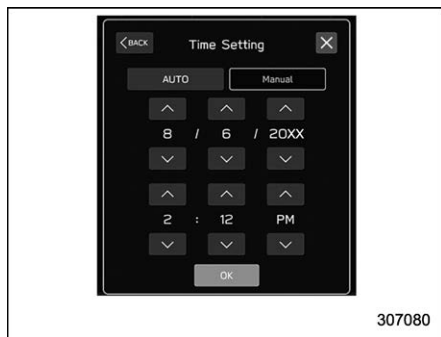 BACK Time Setting
AUTO Manual
8 / 6 / 20XX
2 : 12 PM
OK
307080